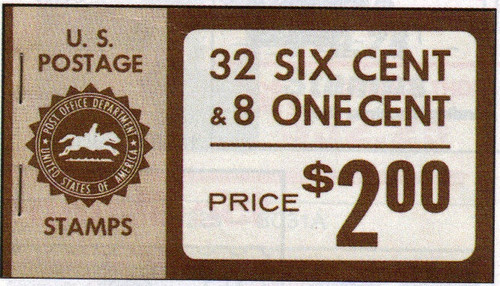 U. S.
POSTAGE
POST OFFICE DEPARTMENT
UNITED STATES OF AMERICA
STAMPS
32 SIX CENT
& 8 ONE CENT
PRICE $2.00